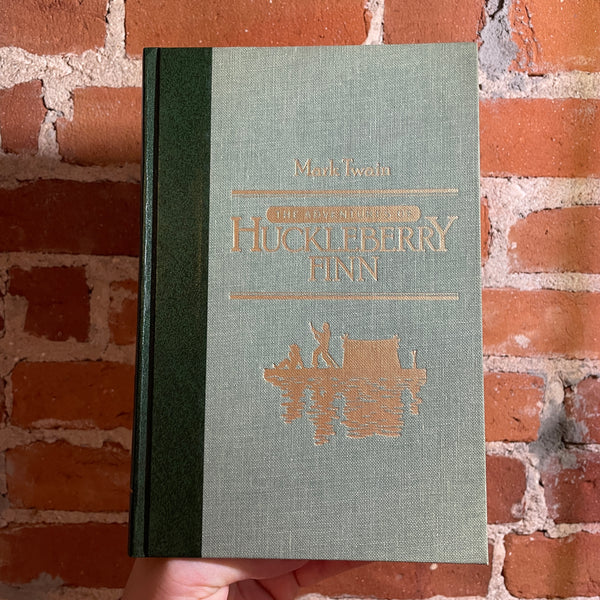 Mark Twain
THE ADVENTURES OF
HUCKLEBERRY
FINN